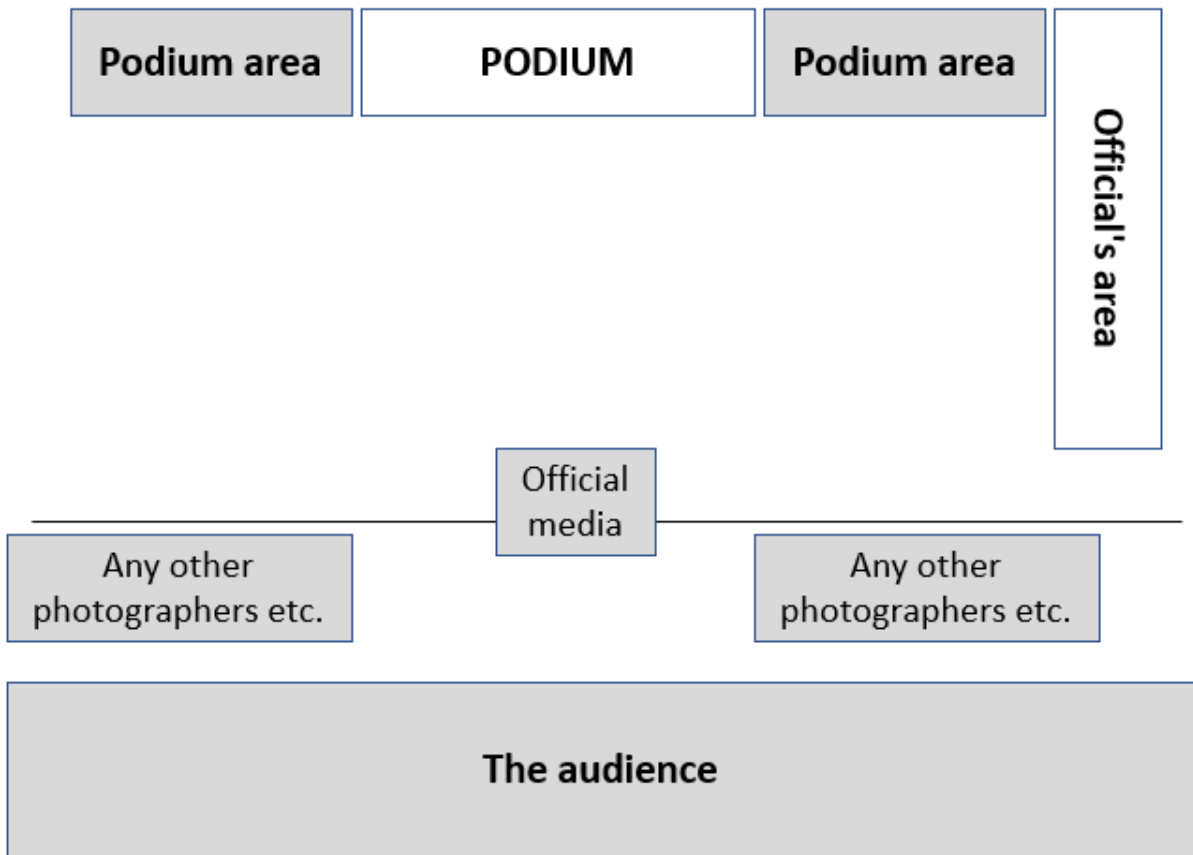 Podium area
PODIUM
Podium area
Official's area
Official
media
Any other
photographers etc.
Any other
photographers etc.
The audience